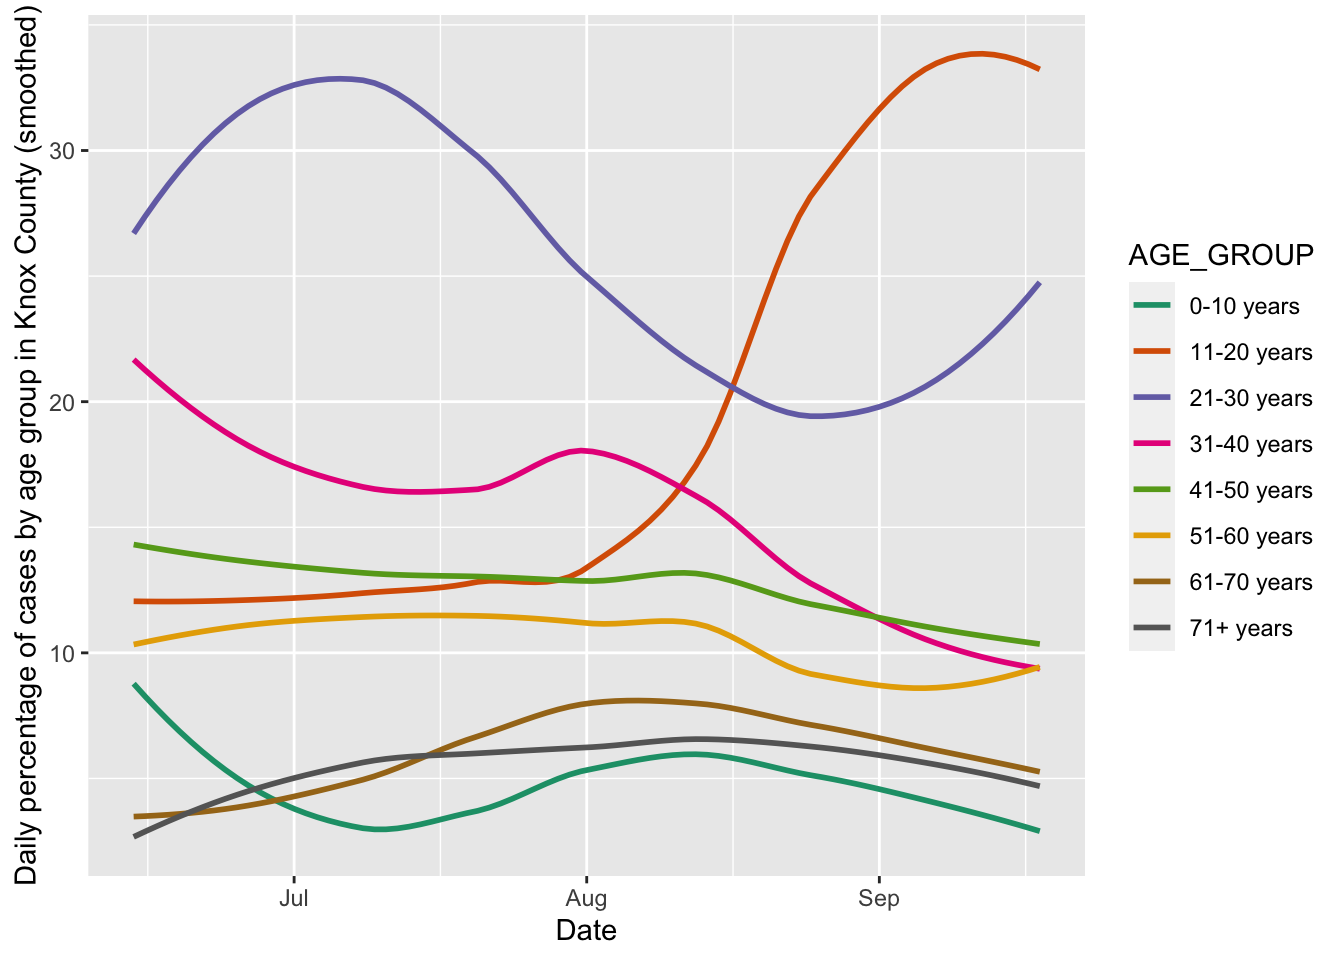 Daily percentage of cases by age group in Knox County (smoothed)
30
20
10
Jul
Aug
Sep
Date
AGE_GROUP
0-10 years
11-20 years
21-30 years
31-40 years
41-50 years
51-60 years
61-70 years
71+ years